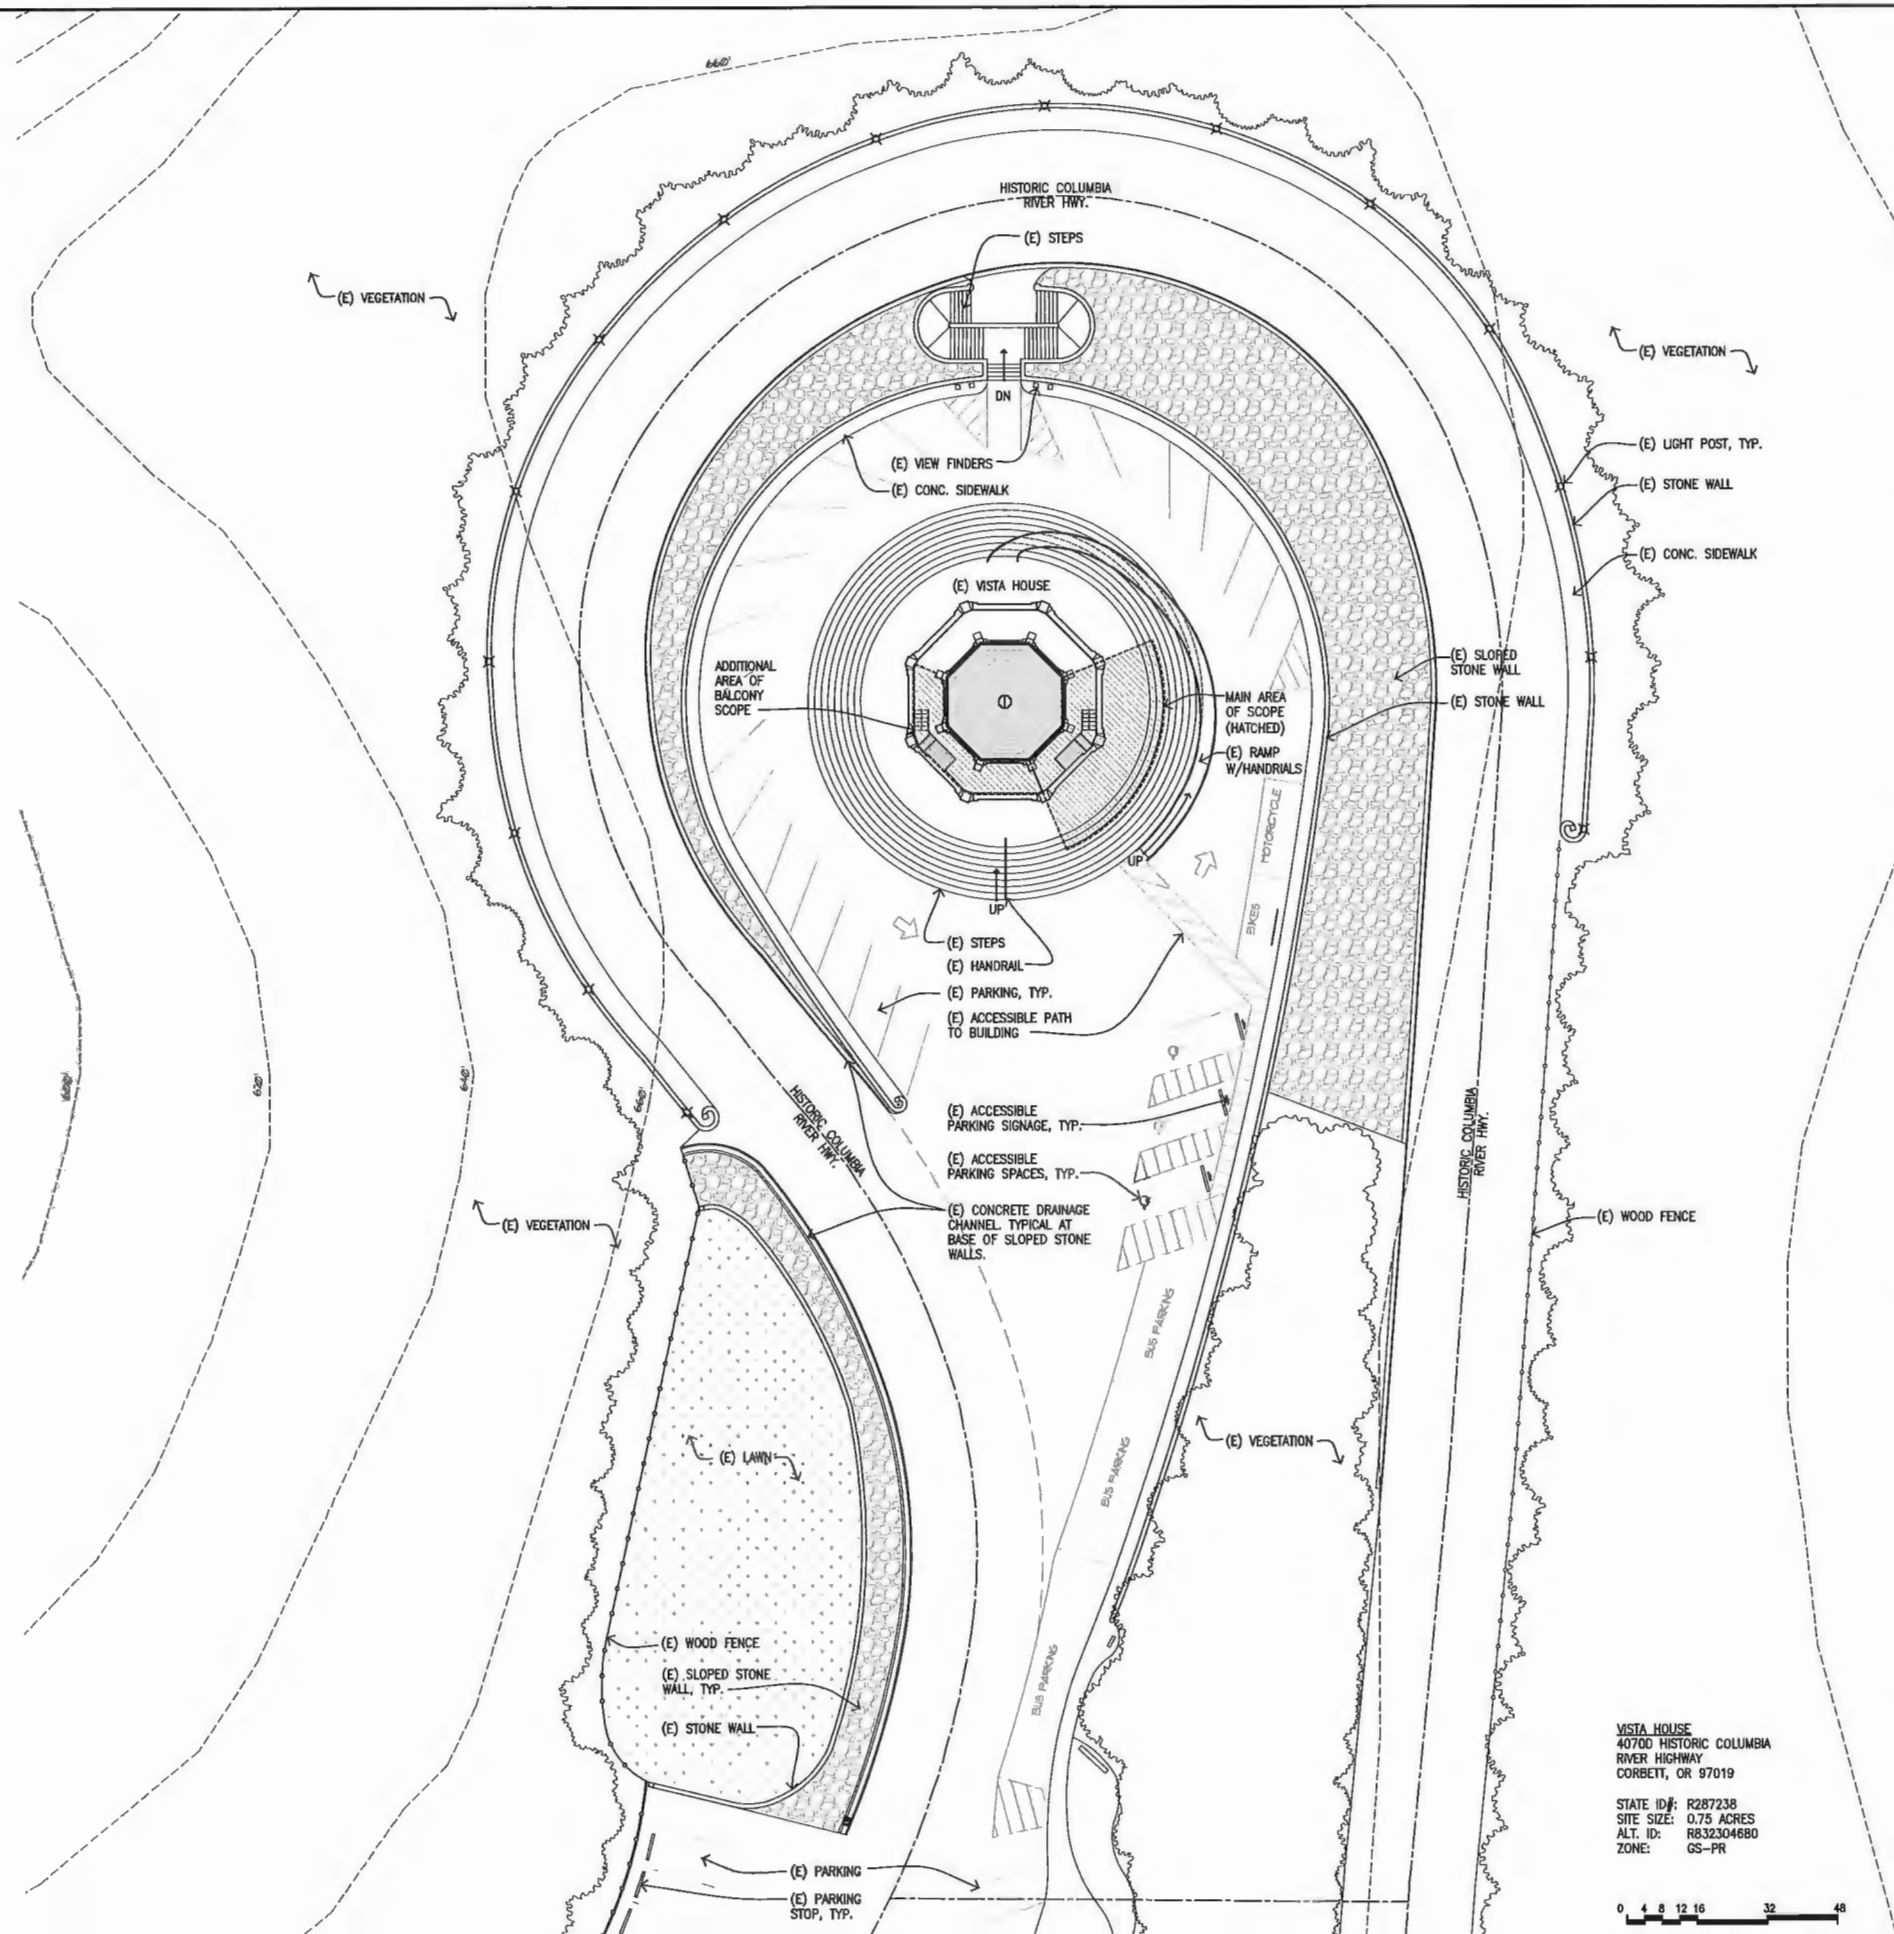 660'
HISTORIC COLUMBIA
RIVER HWY.
(E) STEPS
(E) VEGETATION
(E) VEGETATION
DN
(E) VIEW FINDERS
(E) CONC. SIDEWALK
(E) LIGHT POST, TYP.
(E) STONE WALL
(E) CONC. SIDEWALK
(E) VISTA HOUSE
ADDITIONAL
AREA OF
BALCONY
SCOPE
MAIN AREA
OF SCOPE
(HATCHED)
(E) RAMP
W/HANDRIALS
(E) SLOPED
STONE WALL
(E) STONE WALL
MOTORCYCLE
BIKES
UP
UP
(E) STEPS
(E) HANDRAIL
(E) PARKING, TYP.
(E) ACCESSIBLE PATH
TO BUILDING
600'
620'
640'
660'
HISTORIC COLUMBIA
RIVER HWY.
(E) ACCESSIBLE
PARKING SIGNAGE, TYP.
(E) ACCESSIBLE
PARKING SPACES, TYP.
(E) CONCRETE DRAINAGE
CHANNEL. TYPICAL AT
BASE OF SLOPED STONE
WALLS.
HISTORIC COLUMBIA
RIVER HWY.
(E) VEGETATION
(E) WOOD FENCE
BUS PARKING
BUS PARKING
BUS PARKING
(E) VEGETATION
(E) LAWN
(E) WOOD FENCE
(E) SLOPED STONE
WALL, TYP.
(E) STONE WALL
(E) PARKING
(E) PARKING
STOP, TYP.
VISTA HOUSE
40700 HISTORIC COLUMBIA
RIVER HIGHWAY
CORBETT, OR 97019
STATE ID#: R287238
SITE SIZE: 0.75 ACRES
ALT. ID: R832304680
ZONE: GS-PR
0 4 8 12 16 32 48